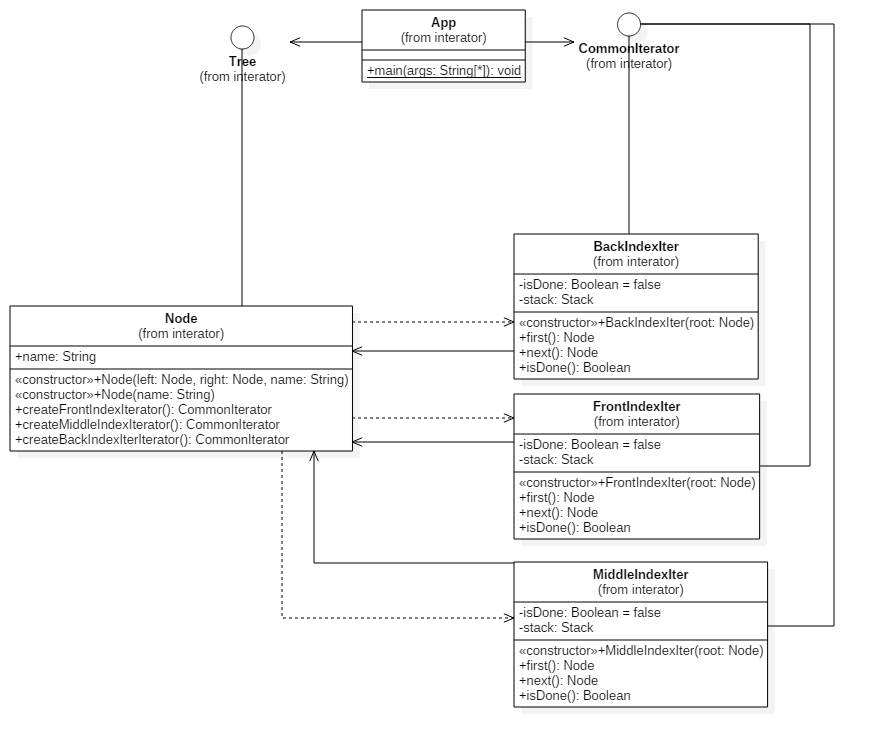 App
(from interator)
+main(args: String[*]): void
Tree
(from interator)
CommonIterator
(from interator)
BackIndexIter
(from interator)
-isDone: Boolean = false
-stack: Stack
«constructor»+BackIndexIter(root: Node)
+first(): Node
+next(): Node
+isDone(): Boolean
Node
(from interator)
+name: String
«constructor»+Node(left: Node, right: Node, name: String)
«constructor»+Node(name: String)
+createFrontIndexIterator(): CommonIterator
+createMiddleIndexIterator(): CommonIterator
+createBackIndexIterIterator(): CommonIterator
FrontIndexIter
(from interator)
-isDone: Boolean = false
-stack: Stack
«constructor»+FrontIndexIter(root: Node)
+first(): Node
+next(): Node
+isDone(): Boolean
MiddleIndexIter
(from interator)
-isDone: Boolean = false
-stack: Stack
«constructor»+MiddleIndexIter(root: Node)
+first(): Node
+next(): Node
+isDone(): Boolean